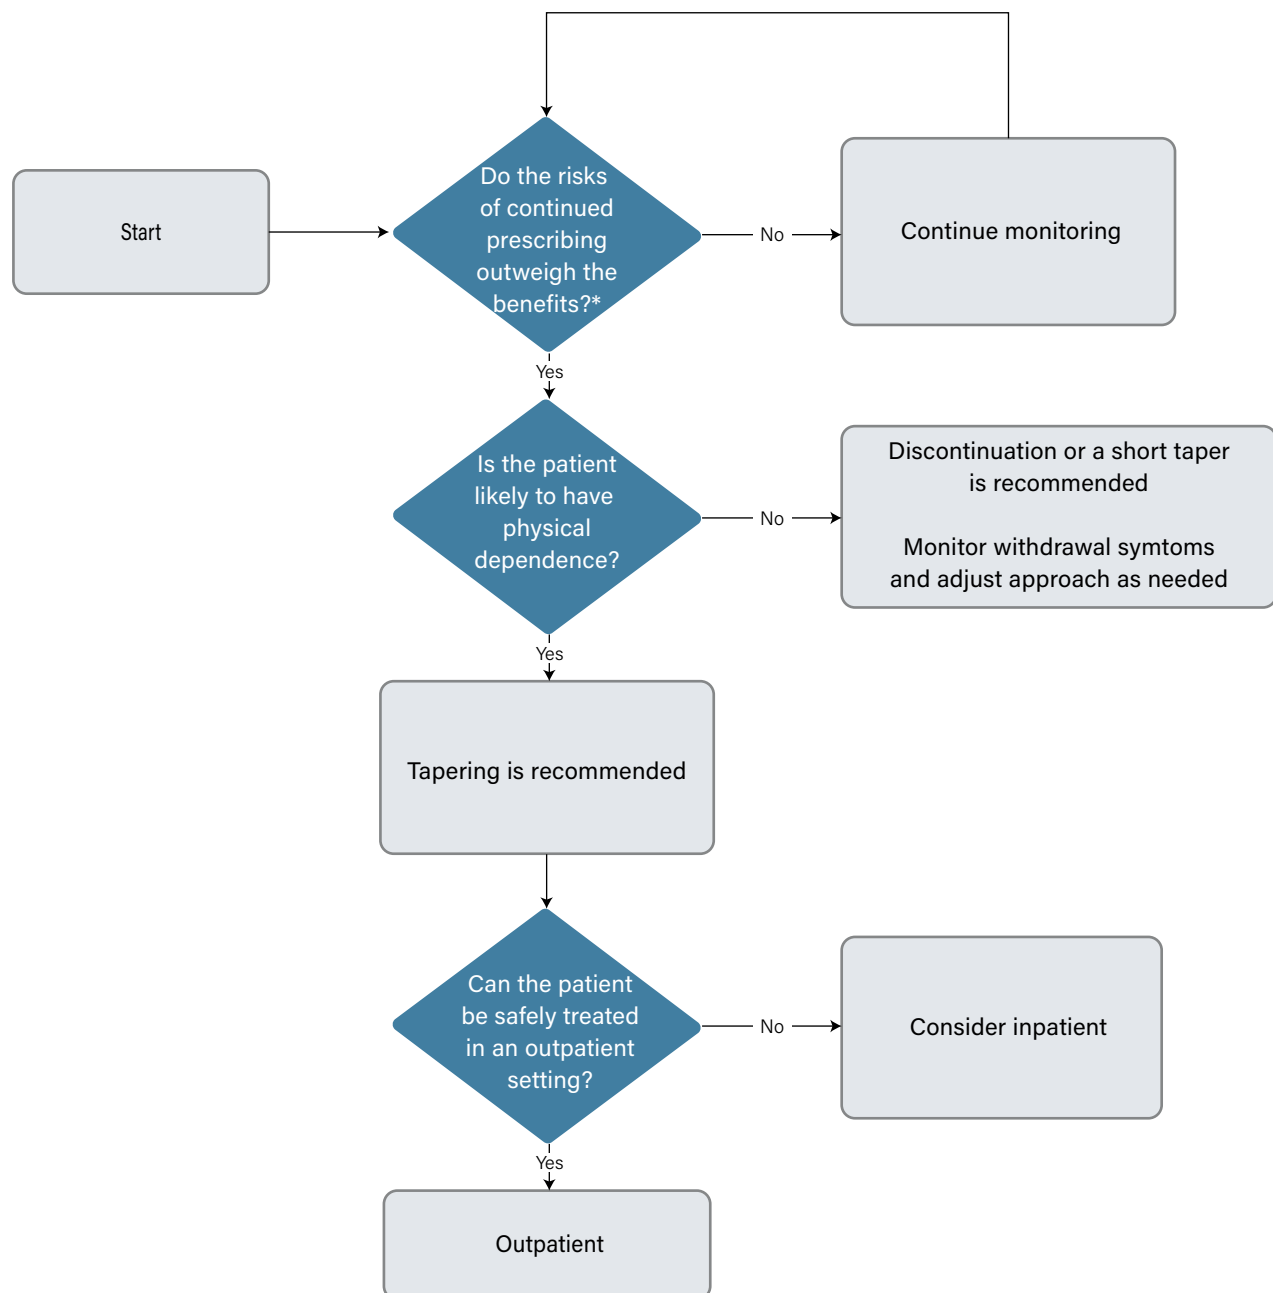 Start
Do the risks
of continued
prescribing
outweigh the
benefits?*
No
Continue monitoring
Yes
Is the patient
likely to have
physical
dependence?
No
Discontinuation or a short taper
is recommended
Monitor withdrawal symtoms
and adjust approach as needed
Yes
Tapering is recommended
Can the patient
be safely treated
in an outpatient
setting?
No
Consider inpatient
Yes
Outpatient